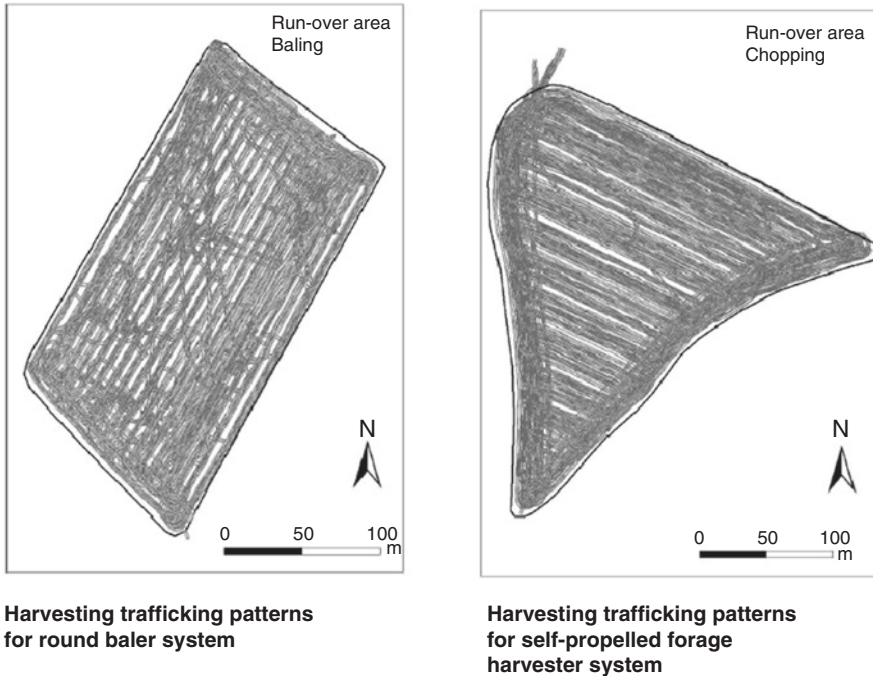 Run-over area
Baling
N
0 50 100
m
Harvesting trafficking patterns
for round baler system
Run-over area
Chopping
N
0 50 100
m
Harvesting trafficking patterns
for self-propelled forage
harvester system